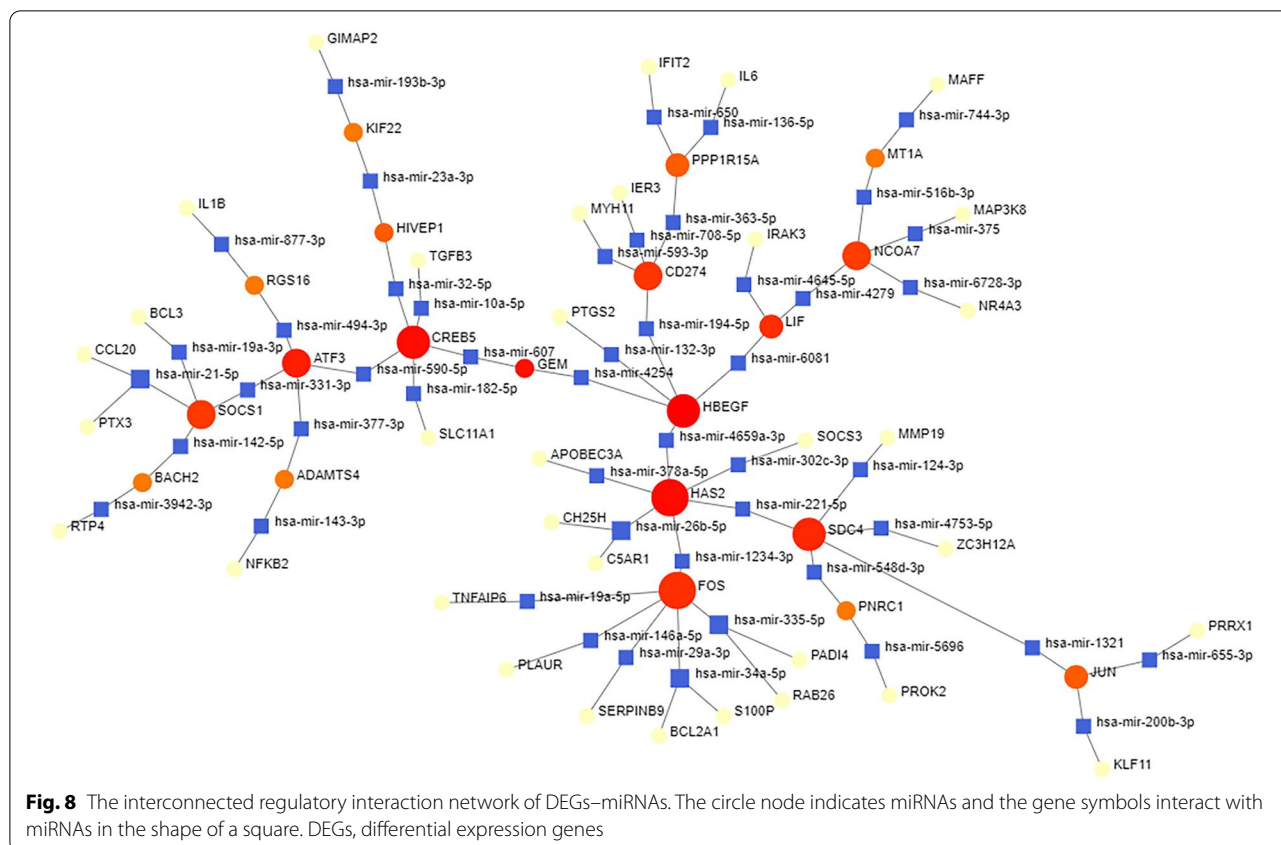 GIMAP2
hsa-mir-193b-3p
KIF22
hsa-mir-23a-3p
HIVEP1
hsa-mir-32-5p
TGFB3
hsa-mir-10a-5p
CREB5
hsa-mir-607
GEM
hsa-mir-4254
hsa-mir-590-5p
hsa-mir-182-5p
SLC11A1
IL1B
hsa-mir-877-3p
RGS16
hsa-mir-494-3p
ATF3
BCL3
hsa-mir-19a-3p
CCL20
hsa-mir-21-5p
hsa-mir-331-3p
PTX3
SOCS1
hsa-mir-142-5p
BACH2
hsa-mir-3942-3p
RTP4
hsa-mir-377-3p
ADAMTS4
hsa-mir-143-3p
NFKB2
IFIT2
hsa-mir-650
IL6
hsa-mir-136-5p
PPP1R15A
hsa-mir-363-5p
IER3
hsa-mir-708-5p
MYH11
hsa-mir-593-3p
CD274
hsa-mir-194-5p
PTGS2
hsa-mir-132-3p
HBEGF
hsa-mir-6081
LIF
IRAK3
hsa-mir-4645-5p
hsa-mir-4279
NCOA7
MAFF
hsa-mir-744-3p
MT1A
hsa-mir-516b-3p
MAP3K8
hsa-mir-375
hsa-mir-6728-3p
NR4A3
hsa-mir-4659a-3p
SOCS3
hsa-mir-302c-3p
APOBEC3A
hsa-mir-378a-5p
HAS2
hsa-mir-221-5p
CH25H
hsa-mir-26b-5p
C5AR1
hsa-mir-1234-3p
MMP19
hsa-mir-124-3p
SDC4
hsa-mir-4753-5p
ZC3H12A
hsa-mir-548d-3p
PNRC1
hsa-mir-5696
PROK2
FOS
TNFAIP6
hsa-mir-19a-5p
hsa-mir-146a-5p
PLAUR
hsa-mir-29a-3p
SERPINB9
hsa-mir-34a-5p
BCL2A1
S100P
hsa-mir-335-5p
PADI4
RAB26
hsa-mir-1321
JUN
PRRX1
hsa-mir-655-3p
hsa-mir-200b-3p
KLF11
Fig. 8 The interconnected regulatory interaction network of DEGs–miRNAs. The circle node indicates miRNAs and the gene symbols interact with
miRNAs in the shape of a square. DEGs, differential expression genes